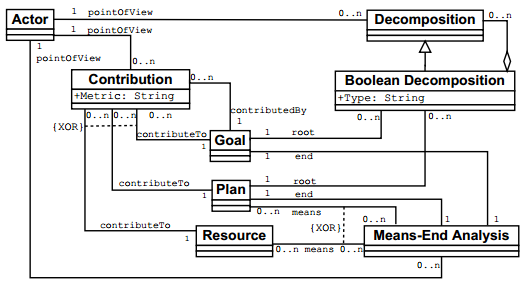 Actor 1 pointOfView 0..n Decomposition 0..n
1 pointOfView
1
pointOfView 0..n
Contribution 0..n Boolean Decomposition
+Metric: String +Type: String
0..n 0..n 0..n contributedBy 0..n 0..n
{XOR} contributeTo 1
1 Goal 1 root
1 end
contributeTo 1 Plan 1 root
1 end
0..n means 0..n 1 1
contributeTo {XOR}
1 Resource 0..n means 0..n Means-End Analysis
0..n